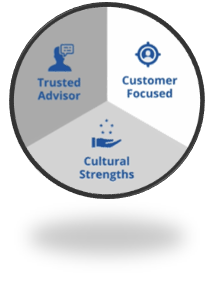 Trusted
Advisor
Customer
Focused
Cultural
Strengths